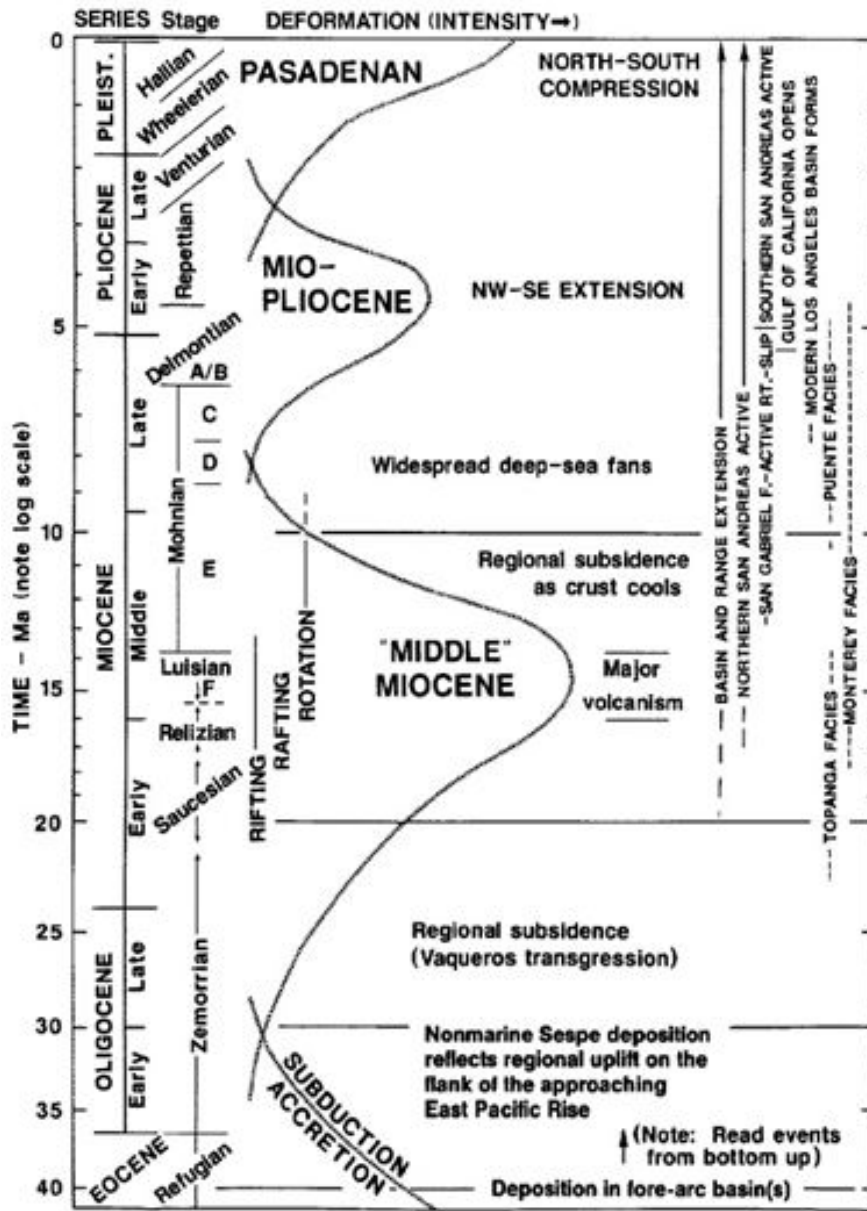 SERIES Stage DEFORMATION (INTENSITY→)
0
PLEIST.
Hallian
Wheelerian
PASADENAN
NORTH-SOUTH
COMPRESSION
Venturian
PLIOCENE
Late
Early
Repettian
MIO-
PLIOCENE
NW-SE EXTENSION
5
Delmontian
A/B
MIOCENE
Late
Mohnian
C
D
Widespread deep-sea fans
10
Middle
E
Regional subsidence
as crust cools
"MIDDLE"
MIOCENE
Luisian
F
15
Major
volcanism
Relizian
RIFTING
RAFTING
ROTATION
Early
Saucesian
20
TIME – Ma (note log scale)
BASIN AND RANGE EXTENSION
NORTHERN SAN ANDREAS ACTIVE
-SAN GABRIEL F.-ACTIVE RT.-SLIP
SOUTHERN SAN ANDREAS ACTIVE
GULF OF CALIFORNIA OPENS
MODERN LOS ANGELES BASIN FORMS
PUENTE FACIES
TOPANGA FACIES
MONTEREY FACIES
25
OLIGOCENE
Late
Zemorrian
Regional subsidence
(Vaqueros transgression)
30
Early
SUBDUCTION
ACCRETION
Nonmarine Sespe deposition
reflects regional uplift on the
flank of the approaching
East Pacific Rise
35
EOCENE
Refugian
(Note: Read events
from bottom up)
40
Deposition in fore-arc basin(s)